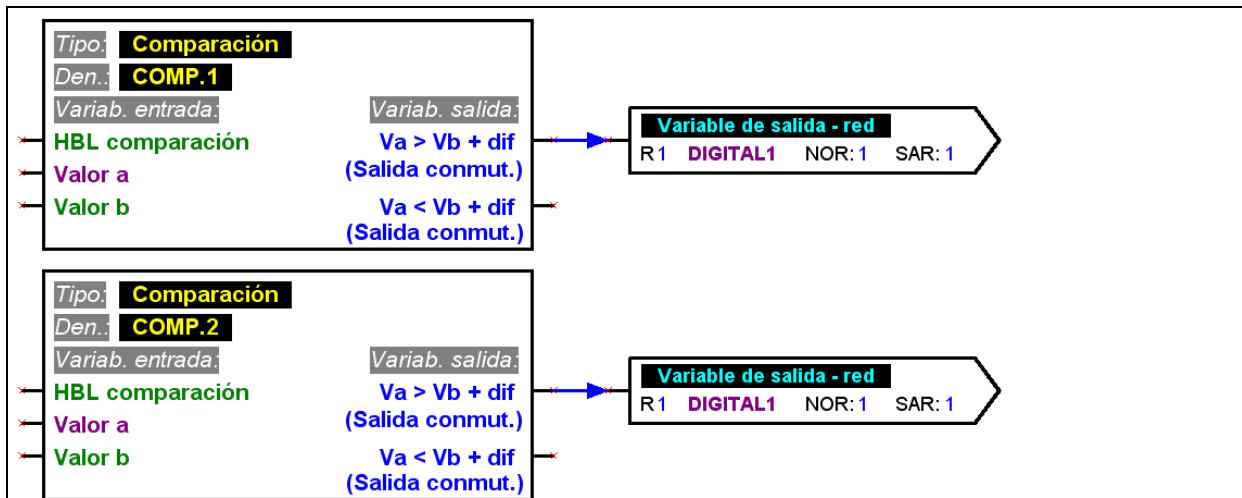 Tipo: Comparación
Den.: COMP.1
Variab. entrada: Variab. salida:
HBL comparación Va > Vb + dif
Valor a (Salida conmut.)
Valor b Va < Vb + dif
(Salida conmut.)
Variable de salida - red
R 1 DIGITAL1 NOR: 1 SAR: 1
Tipo: Comparación
Den.: COMP.2
Variab. entrada: Variab. salida:
HBL comparación Va > Vb + dif
Valor a (Salida conmut.)
Valor b Va < Vb + dif
(Salida conmut.)
Variable de salida - red
R 1 DIGITAL1 NOR: 1 SAR: 1